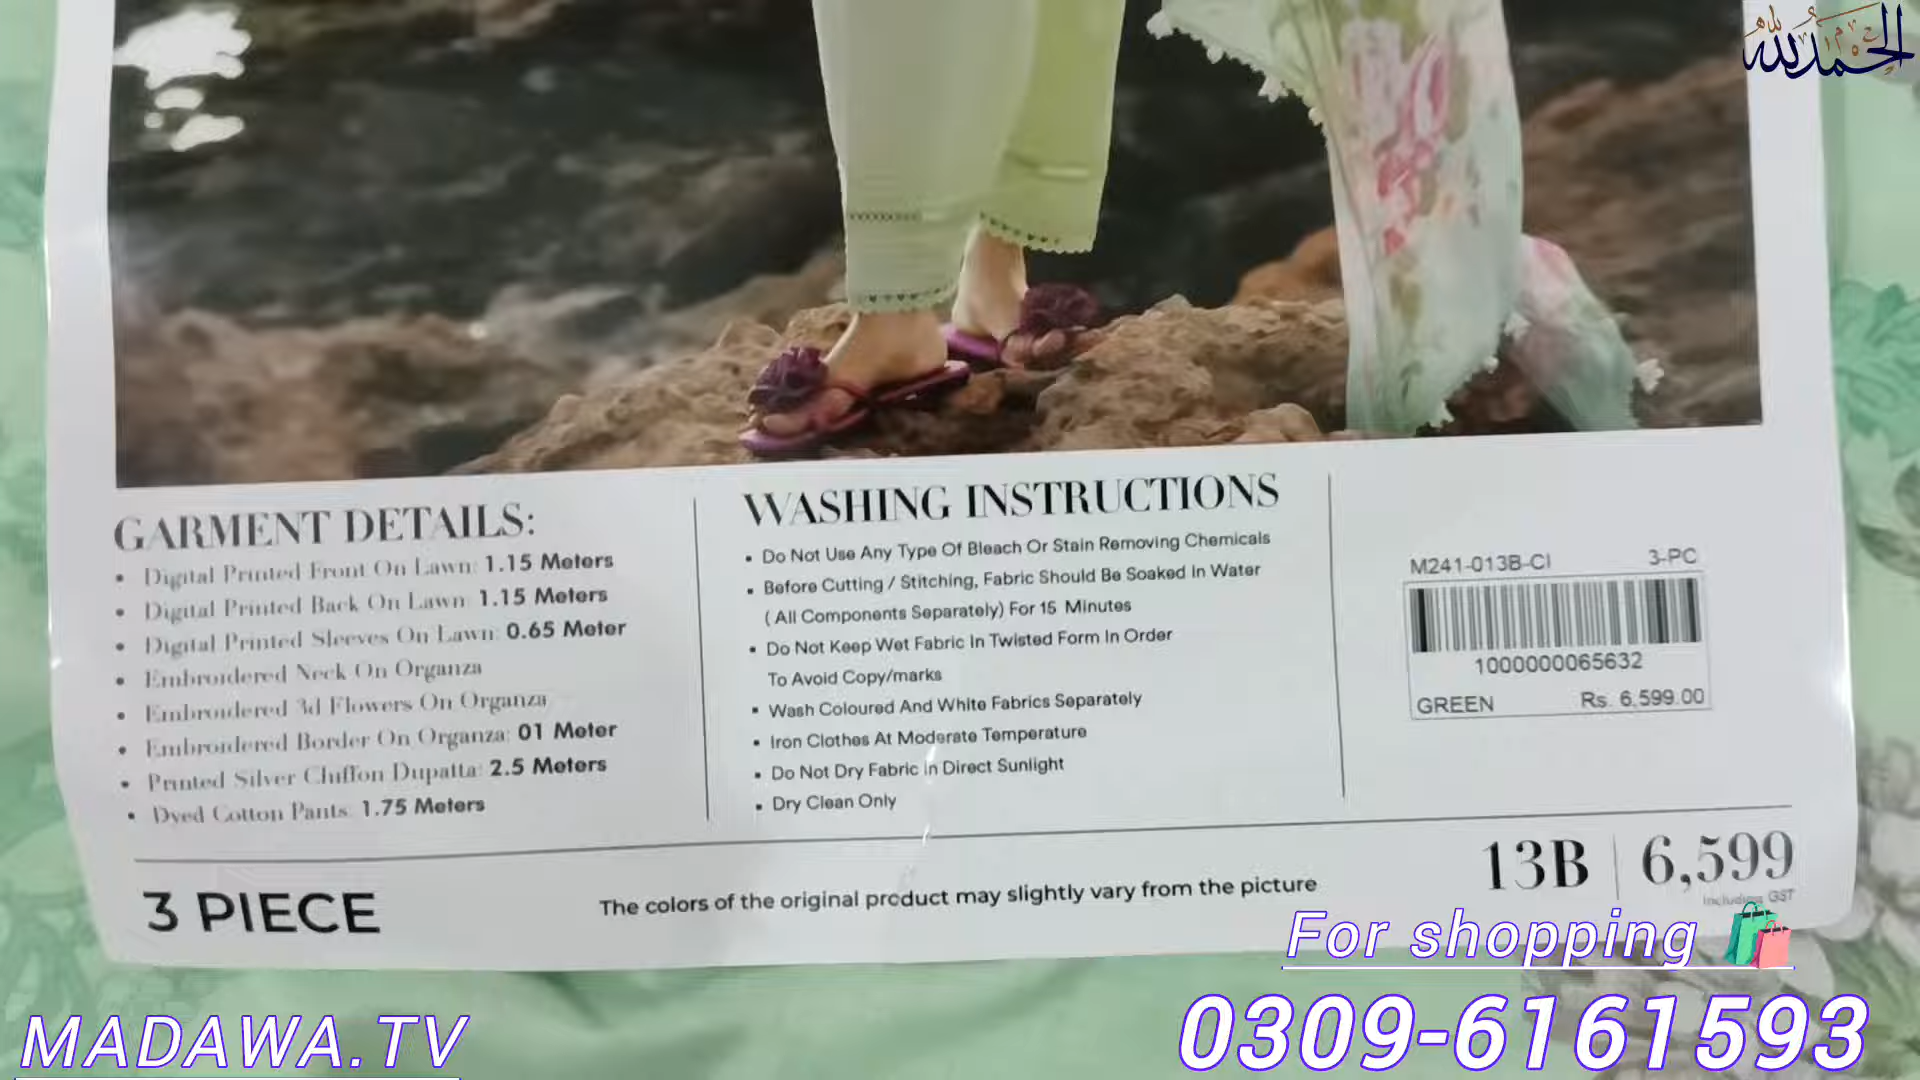 الحمدللہ
GARMENT DETAILS:
• Digital Printed Front On Lawn: 1.15 Meters
• Digital Printed Back On Lawn: 1.15 Meters
• Digital Printed Sleeves On Lawn: 0.65 Meter
• Embroidered Neck On Organza
• Embroidered 3d Flowers On Organza
• Embroidered Border On Organza: 01 Meter
• Printed Silver Chiffon Dupatta: 2.5 Meters
• Dyed Cotton Pants: 1.75 Meters
WASHING INSTRUCTIONS
• Do Not Use Any Type Of Bleach Or Stain Removing Chemicals
• Before Cutting / Stitching, Fabric Should Be Soaked In Water
( All Components Separately) For 15 Minutes
• Do Not Keep Wet Fabric In Twisted Form In Order
To Avoid Copy/marks
• Wash Coloured And White Fabrics Separately
• Iron Clothes At Moderate Temperature
• Do Not Dry Fabric In Direct Sunlight
• Dry Clean Only
M241-013B-CI 3-PC
1000000065632
GREEN Rs. 6,599.00
3 PIECE
The colors of the original product may slightly vary from the picture
13B 6,599
Including GST
For shopping
0309-6161593
MADAWA.TV